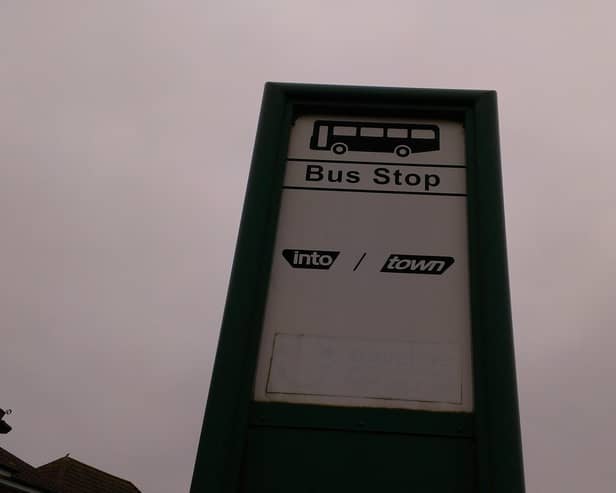 Bus Stop
into / town